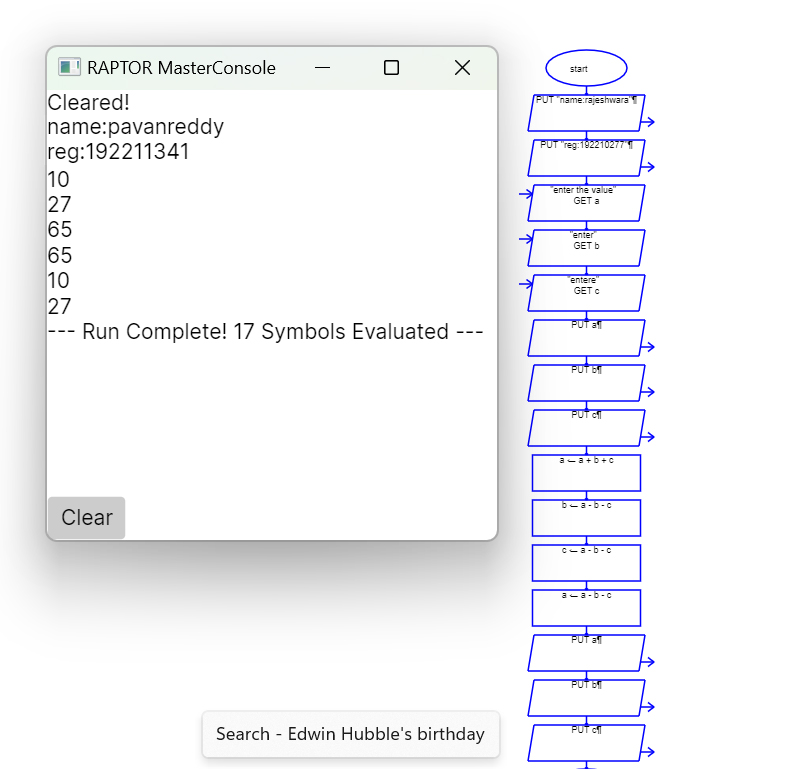 RAPTOR MasterConsole
Cleared!
name:pavanreddy
reg:192211341
10
27
65
65
10
27
--- Run Complete! 17 Symbols Evaluated ---
Clear
Search - Edwin Hubble's birthday
start
PUT "name:rajeshwara"¶
PUT "reg:192210277"¶
"enter the value"
GET a
"enter"
GET b
"entere"
GET c
PUT a¶
PUT b¶
PUT c¶
a ← a + b + c
b ← a - b - c
c ← a - b - c
a ← a - b - c
PUT a¶
PUT b¶
PUT c¶